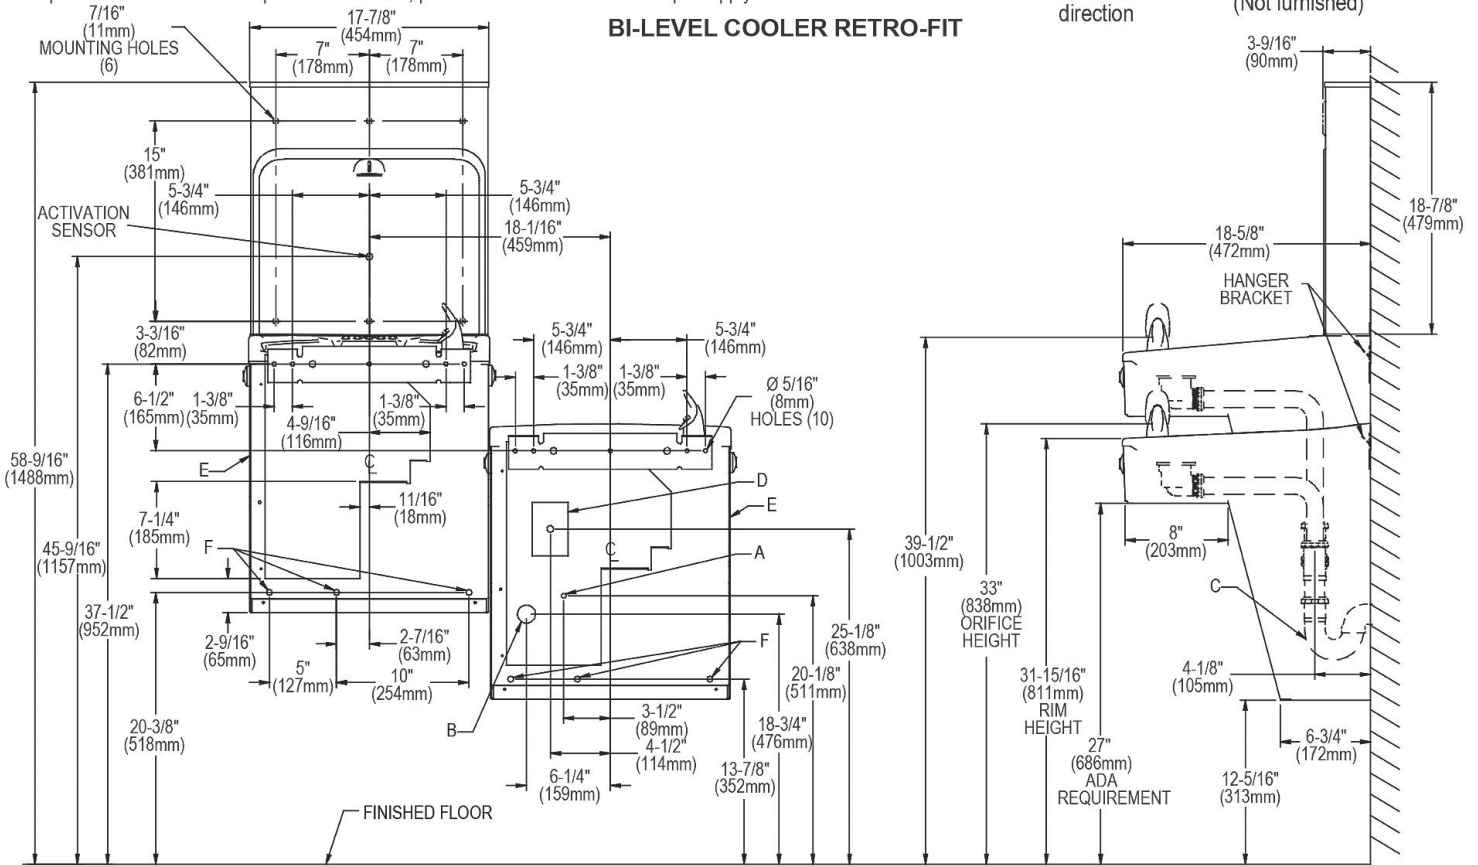 BI-LEVEL COOLER RETRO-FIT
direction
(Not furnished)
7/16"
(11mm)
MOUNTING HOLES
(6)
17-7/8"
(454mm)
7"
(178mm)
7"
(178mm)
15"
(381mm)
5-3/4"
(146mm)
5-3/4"
(146mm)
ACTIVATION
SENSOR
18-1/16"
(459mm)
3-3/16"
(82mm)
6-1/2"
(165mm)
1-3/8"
(35mm)
4-9/16"
(116mm)
1-3/8"
(35mm)
5-3/4"
(146mm)
5-3/4"
(146mm)
1-3/8"
(35mm)
1-3/8"
(35mm)
Ø 5/16"
(8mm)
HOLES (10)
58-9/16"
(1488mm)
E
C
11/16"
(18mm)
7-1/4"
(185mm)
F
45-9/16"
(1157mm)
37-1/2"
(952mm)
D
E
C
A
2-9/16"
(65mm)
5"
(127mm)
2-7/16"
(63mm)
10"
(254mm)
20-3/8"
(518mm)
B
F
25-1/8"
(638mm)
20-1/8"
(511mm)
18-3/4"
(476mm)
13-7/8"
(352mm)
3-1/2"
(89mm)
4-1/2"
(114mm)
6-1/4"
(159mm)
FINISHED FLOOR
3-9/16"
(90mm)
18-7/8"
(479mm)
18-5/8"
(472mm)
HANGER
BRACKET
39-1/2"
(1003mm)
8"
(203mm)
33"
(838mm)
ORIFICE
HEIGHT
C
31-15/16"
(811mm)
RIM
HEIGHT
4-1/8"
(105mm)
27"
(686mm)
ADA
REQUIREMENT
6-3/4"
(172mm)
12-5/16"
(313mm)